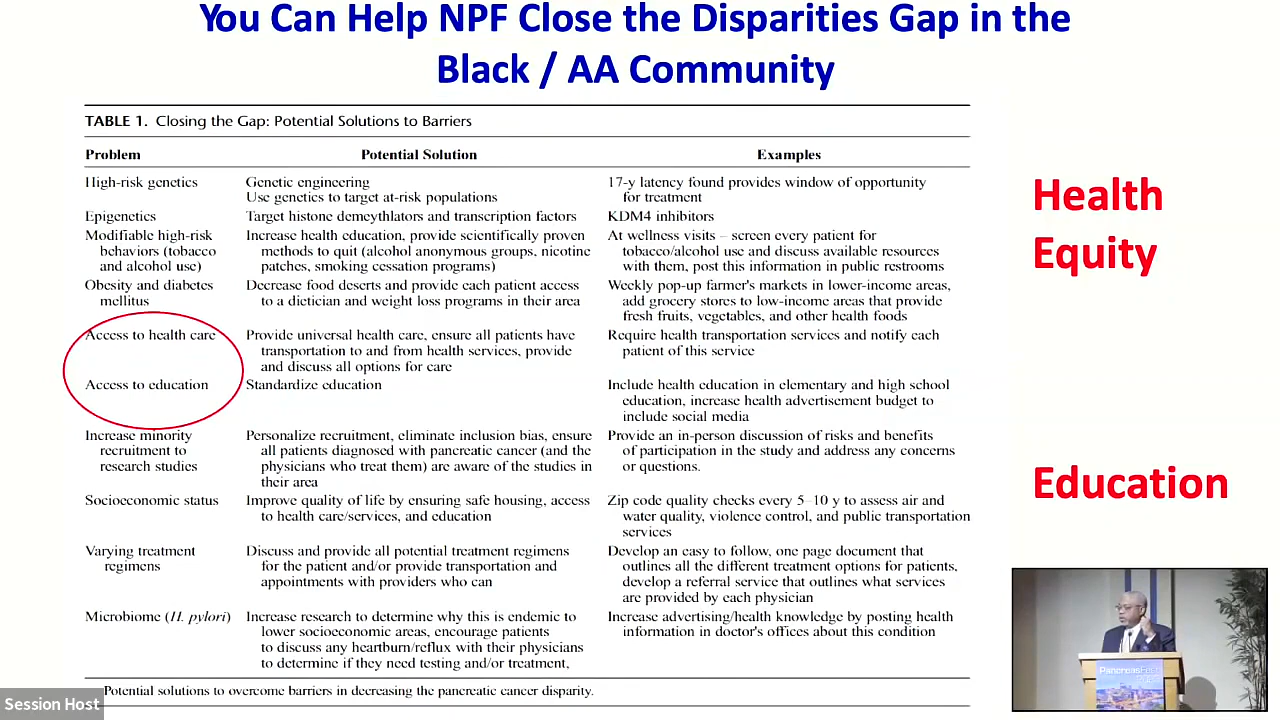 You Can Help NPF Close the Disparities Gap in the
Black / AA Community
TABLE 1. Closing the Gap: Potential Solutions to Barriers
Problem Potential Solution Examples
High-risk genetics
Genetic engineering
Use genetics to target at-risk populations
17-y latency found provides window of opportunity
for treatment
Epigenetics
Target histone demeythlators and transcription factors
KDM4 inhibitors
Modifiable high-risk
behaviors (tobacco
and alcohol use)
Increase health education, provide scientifically proven
methods to quit (alcohol anonymous groups, nicotine
patches, smoking cessation programs)
At wellness visits – screen every patient for
tobacco/alcohol use and discuss available resources
with them, post this information in public restrooms
Obesity and diabetes
mellitus
Decrease food deserts and provide each patient access
to a dietician and weight loss programs in their area
Weekly pop-up farmer's markets in lower-income areas,
add grocery stores to low-income areas that provide
fresh fruits, vegetables, and other health foods
Access to health care
Provide universal health care, ensure all patients have
transportation to and from health services, provide
and discuss all options for care
Require health transportation services and notify each
patient of this service
Access to education
Standardize education
Include health education in elementary and high school
education, increase health advertisement budget to
include social media
Increase minority
recruitment to
research studies
Personalize recruitment, eliminate inclusion bias, ensure
all patients diagnosed with pancreatic cancer (and the
physicians who treat them) are aware of the studies in
their area
Provide an in-person discussion of risks and benefits
of participation in the study and address any concerns
or questions.
Socioeconomic status
Improve quality of life by ensuring safe housing, access
to health care/services, and education
Zip code quality checks every 5–10 y to assess air and
water quality, violence control, and public transportation
services
Varying treatment
regimens
Discuss and provide all potential treatment regimens
for the patient and/or provide transportation and
appointments with providers who can
Develop an easy to follow, one page document that
outlines all the different treatment options for patients,
develop a referral service that outlines what services
are provided by each physician
Microbiome (H. pylori)
Increase research to determine why this is endemic to
lower socioeconomic areas, encourage patients
to discuss any heartburn/reflux with their physicians
to determine if they need testing and/or treatment,
Increase advertising/health knowledge by posting health
information in doctor's offices about this condition
Potential solutions to overcome barriers in decreasing the pancreatic cancer disparity.
Health
Equity
Education
PancreasFest
Session Host